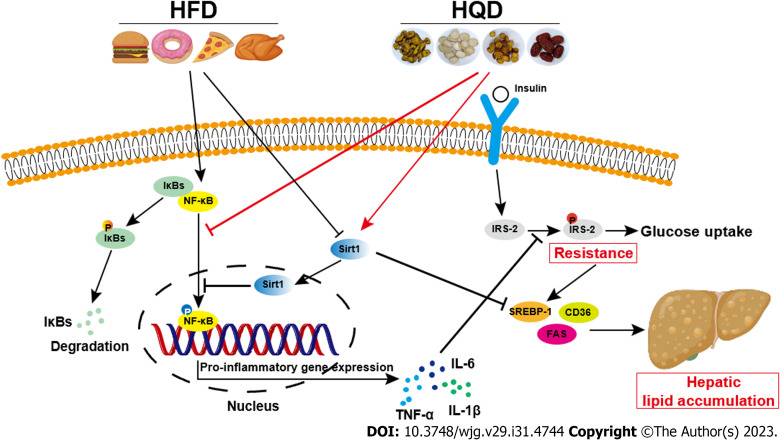 HFD
HQD
Insulin
IκBs
NF-κB
P
IκBs
IRS-2
P
IRS-2
Glucose uptake
Resistance
Sirt1
Sirt1
IκBs
Degradation
P
NF-κB
SREBP-1
CD36
FAS
Pro-inflammatory gene expression
Nucleus
IL-6
TNF-α
IL-1β
Hepatic
lipid accumulation
DOI: 10.3748/wjg.v29.i31.4744 Copyright ©The Author(s) 2023.